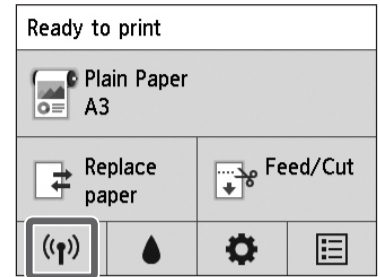 Ready to print
Plain Paper
A3
Replace
paper
Feed/Cut